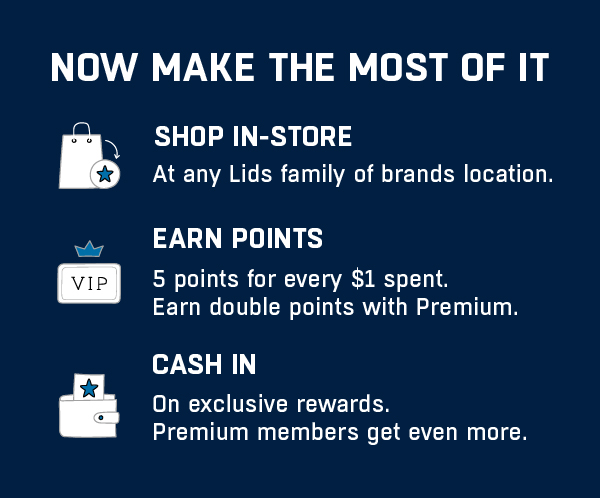 NOW MAKE THE MOST OF IT
SHOP IN-STORE
At any Lids family of brands location.
VIP
EARN POINTS
5 points for every $1 spent.
Earn double points with Premium.
CASH IN
On exclusive rewards.
Premium members get even more.